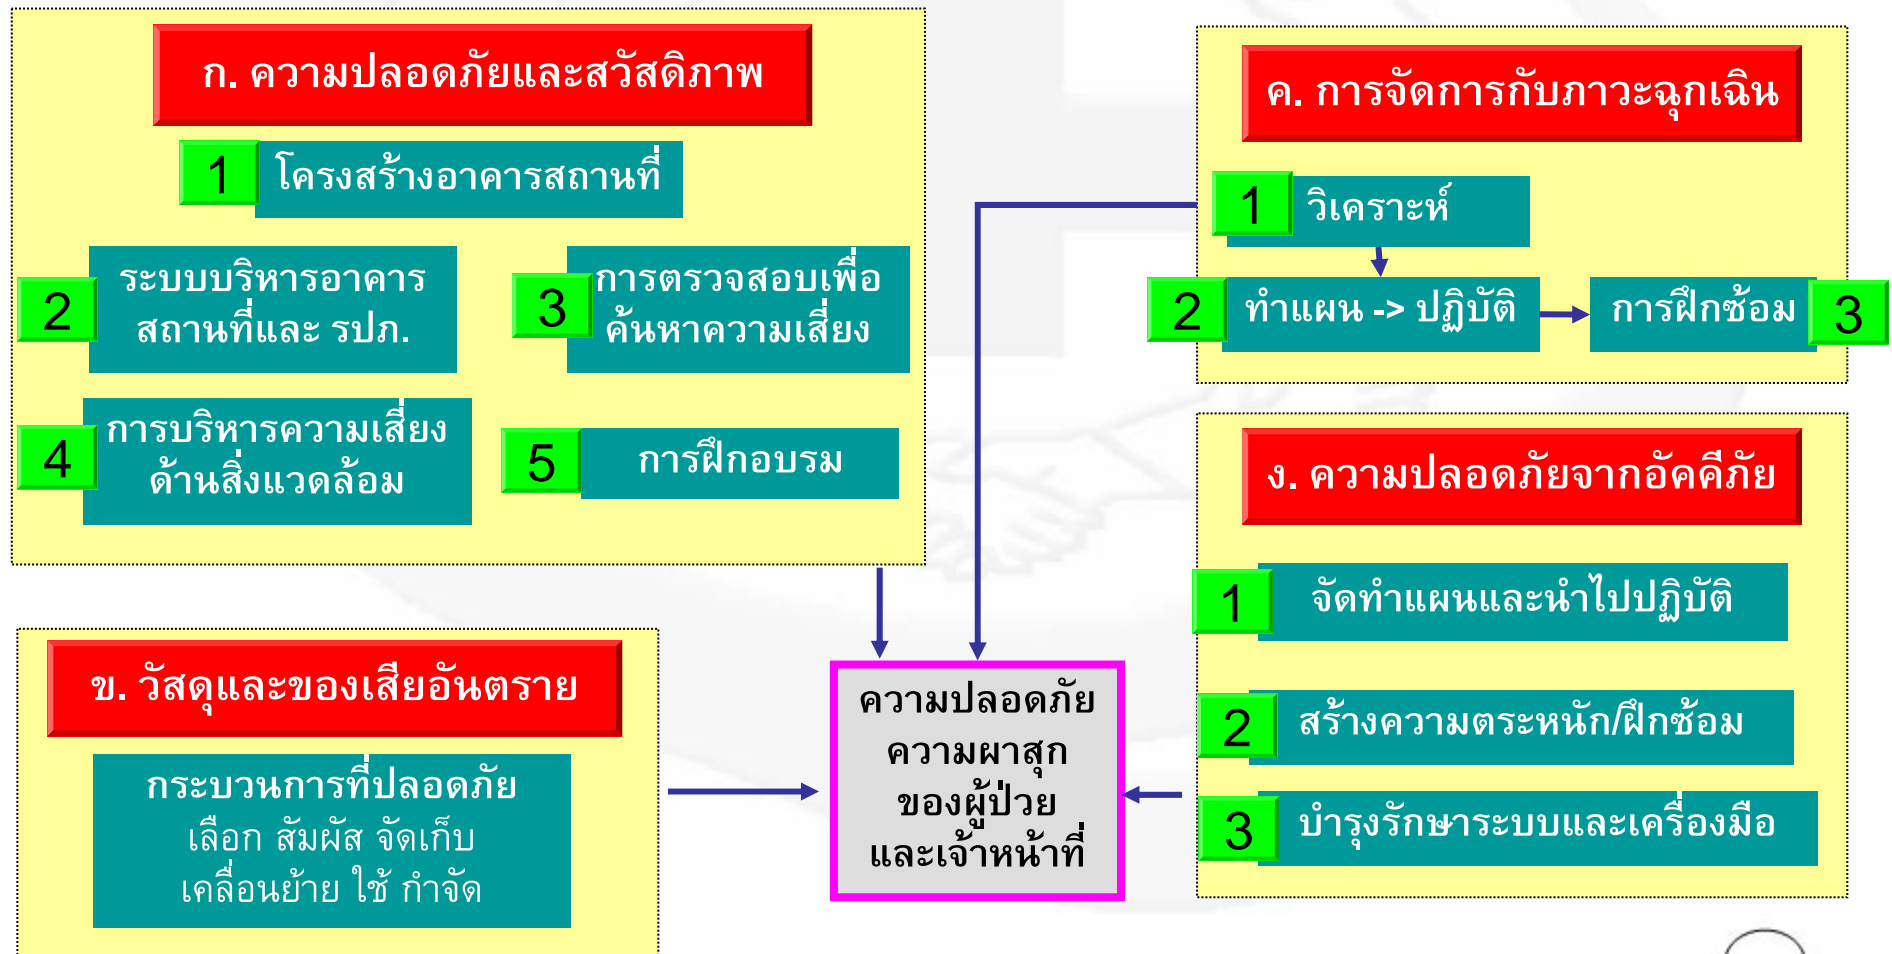 ก. ความปลอดภัยและสวัสดิภาพ
1 โครงสร้างอาคารสถานที่
2 ระบบบริหารอาคาร
สถานที่และ รปภ.
3 การตรวจสอบเพื่อ
ค้นหาความเสี่ยง
4 การบริหารความเสี่ยง
ด้านสิ่งแวดล้อม
5 การฝึกอบรม
ข. วัสดุและของเสียอันตราย
กระบวนการที่ปลอดภัย
เลือก สัมผัส จัดเก็บ
เคลื่อนย้าย ใช้ กำจัด
ความปลอดภัย
ความผาสุก
ของผู้ป่วย
และเจ้าหน้าที่
ค. การจัดการกับภาวะฉุกเฉิน
1 วิเคราะห์
2 ทำแผน -> ปฏิบัติ
การฝึกซ้อม 3
ง. ความปลอดภัยจากอัคคีภัย
1 จัดทำแผนและนำไปปฏิบัติ
2 สร้างความตระหนัก/ฝึกซ้อม
3 บำรุงรักษาระบบและเครื่องมือ